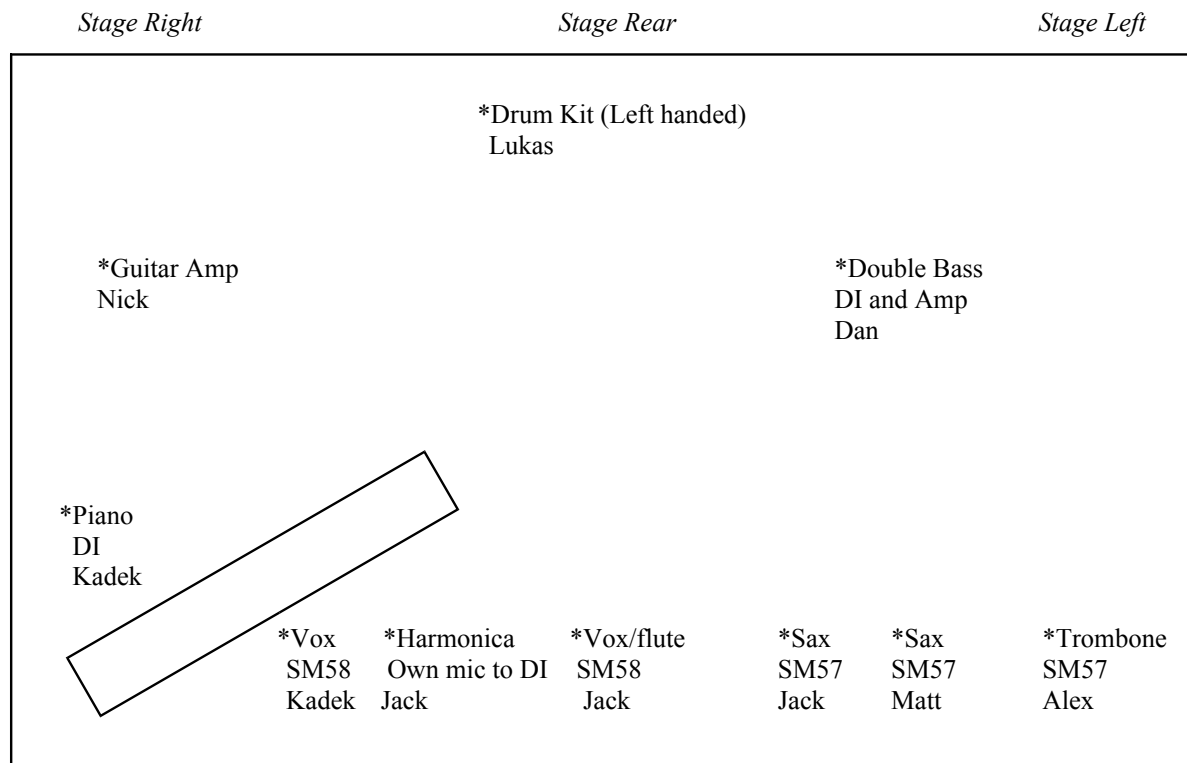 Stage Right Stage Rear Stage Left
*Drum Kit (Left handed)
Lukas
*Guitar Amp
Nick
*Double Bass
DI and Amp
Dan
*Piano
DI
Kadek
*Vox
SM58
Kadek
*Harmonica
Own mic to DI
Jack
*Vox/flute
SM58
Jack
*Sax
SM57
Jack
*Sax
SM57
Matt
*Trombone
SM57
Alex